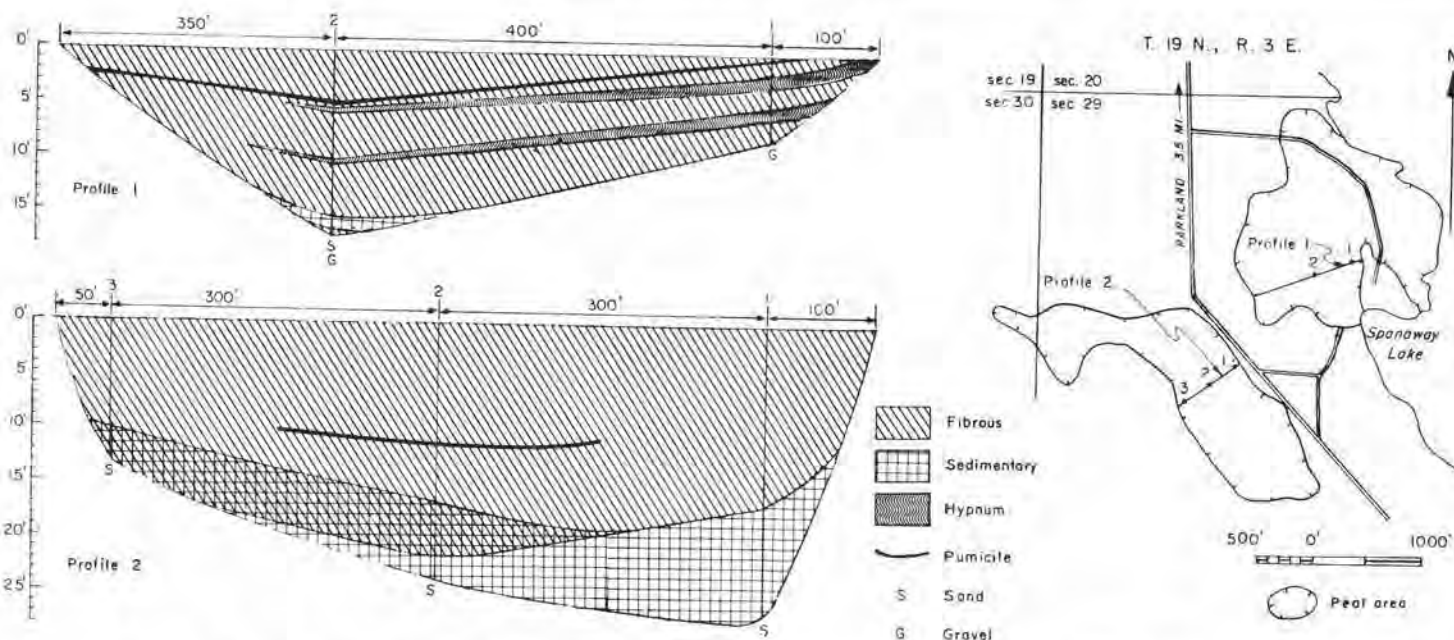 350'
2
400'
1
100'
0'
5'
10'
15'
Profile 1
G
S
G
50'
3
300'
2
300'
1
100'
0'
5'
10'
15'
20'
25'
Profile 2
S
S
S
Fibrous
Sedimentary
Hypnum
Pumicite
S Sand
G Gravel
T. 19 N., R. 3 E.
N
sec. 19
sec. 20
sec 30
sec. 29
PARKLAND 3.5 MI.
Profile 1
1
2
Profile 2
1
2
3
Spanaway
Lake
500' 0' 1000'
Peat area